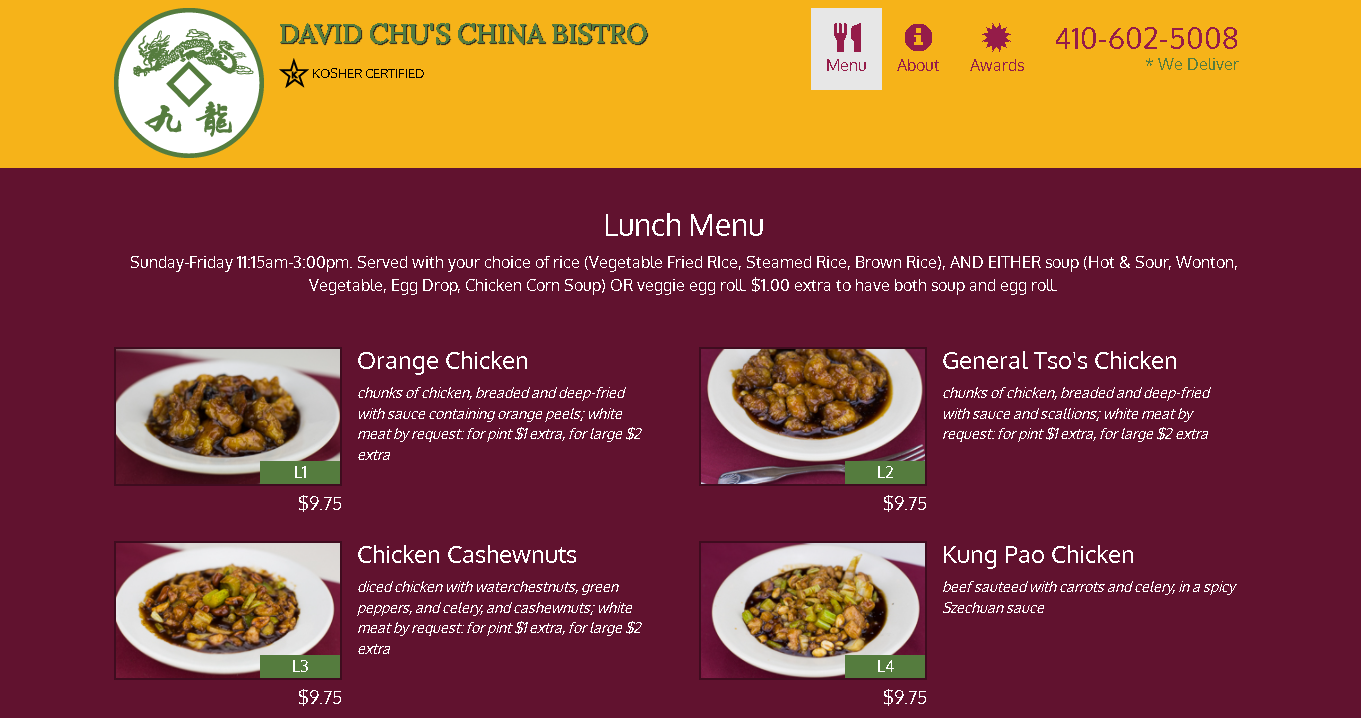 九龍
DAVID CHU'S CHINA BISTRO
K
KOSHER CERTIFIED
Menu
About
Awards
410-602-5008
* We Deliver
Lunch Menu
Sunday-Friday 11:15am-3:00pm. Served with your choice of rice (Vegetable Fried RIce, Steamed Rice, Brown Rice), AND EITHER soup (Hot & Sour, Wonton,
Vegetable, Egg Drop, Chicken Corn Soup) OR veggie egg roll. $1.00 extra to have both soup and egg roll.
Orange Chicken
chunks of chicken, breaded and deep-fried
with sauce containing orange peels; white
meat by request: for pint $1 extra, for large $2
extra
L1
$9.75
General Tso's Chicken
chunks of chicken, breaded and deep-fried
with sauce and scallions; white meat by
request: for pint $1 extra, for large $2 extra
L2
$9.75
Chicken Cashewnuts
diced chicken with waterchestnuts, green
peppers, and celery, and cashewnuts; white
meat by request: for pint $1 extra, for large $2
extra
L3
$9.75
Kung Pao Chicken
beef sauteed with carrots and celery, in a spicy
Szechuan sauce
L4
$9.75